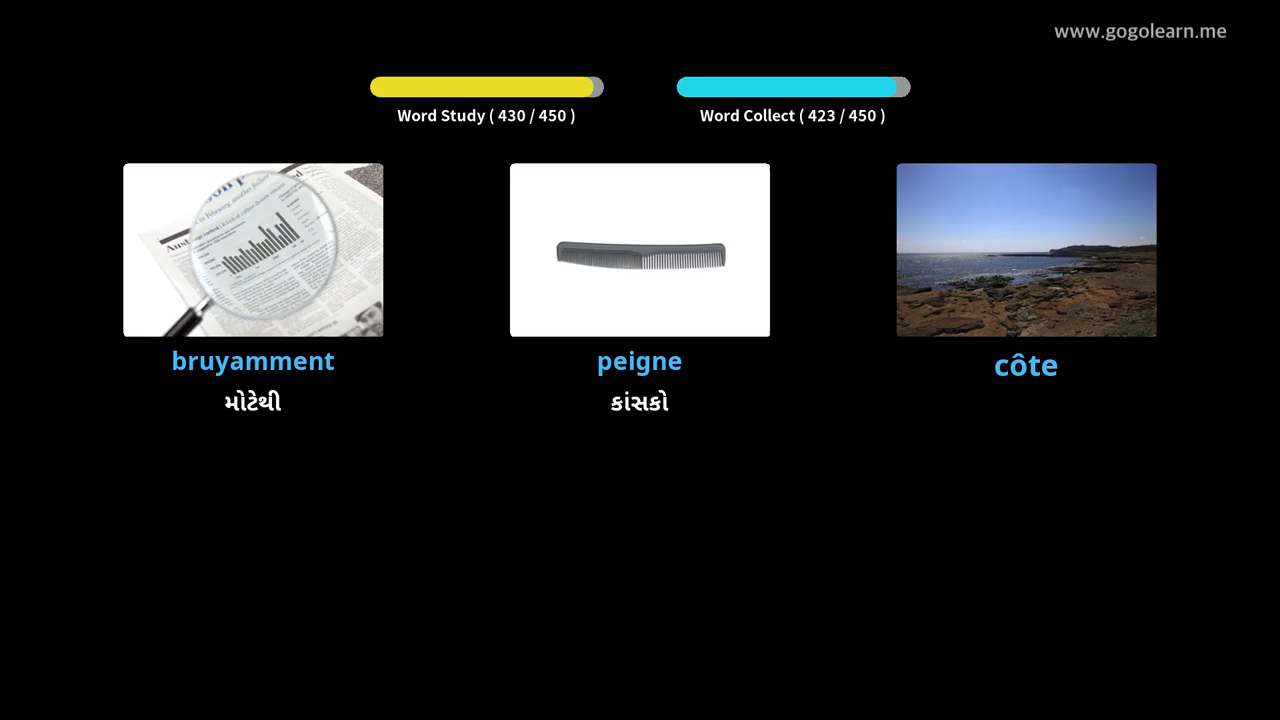 www.gogolearn.me
Word Study ( 430 / 450 )
Word Collect ( 423 / 450 )
bruyamment
peigne
côte
મોટેથી
કાંસકો